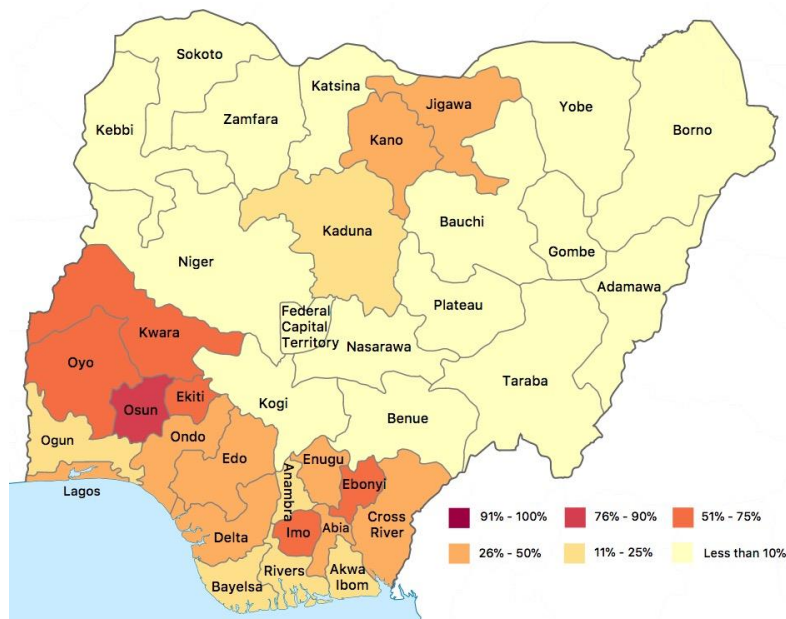 Sokoto
Katsina
Jigawa
Yobe
Borno
Kebbi
Zamfara
Kano
Kaduna
Bauchi
Gombe
Niger
Adamawa
Plateau
Federal
Capital
Territory
Kwara
Nasarawa
Oyo
Taraba
Ekiti
Osun
Kogi
Benue
Ogun
Ondo
Edo
Enugu
Anambra
Ebonyi
Lagos
Delta
Imo
Abia
Cross
River
Bayelsa
Rivers
Akwa
Ibom
91% - 100%
76% - 90%
51% - 75%
26% - 50%
11% - 25%
Less than 10%